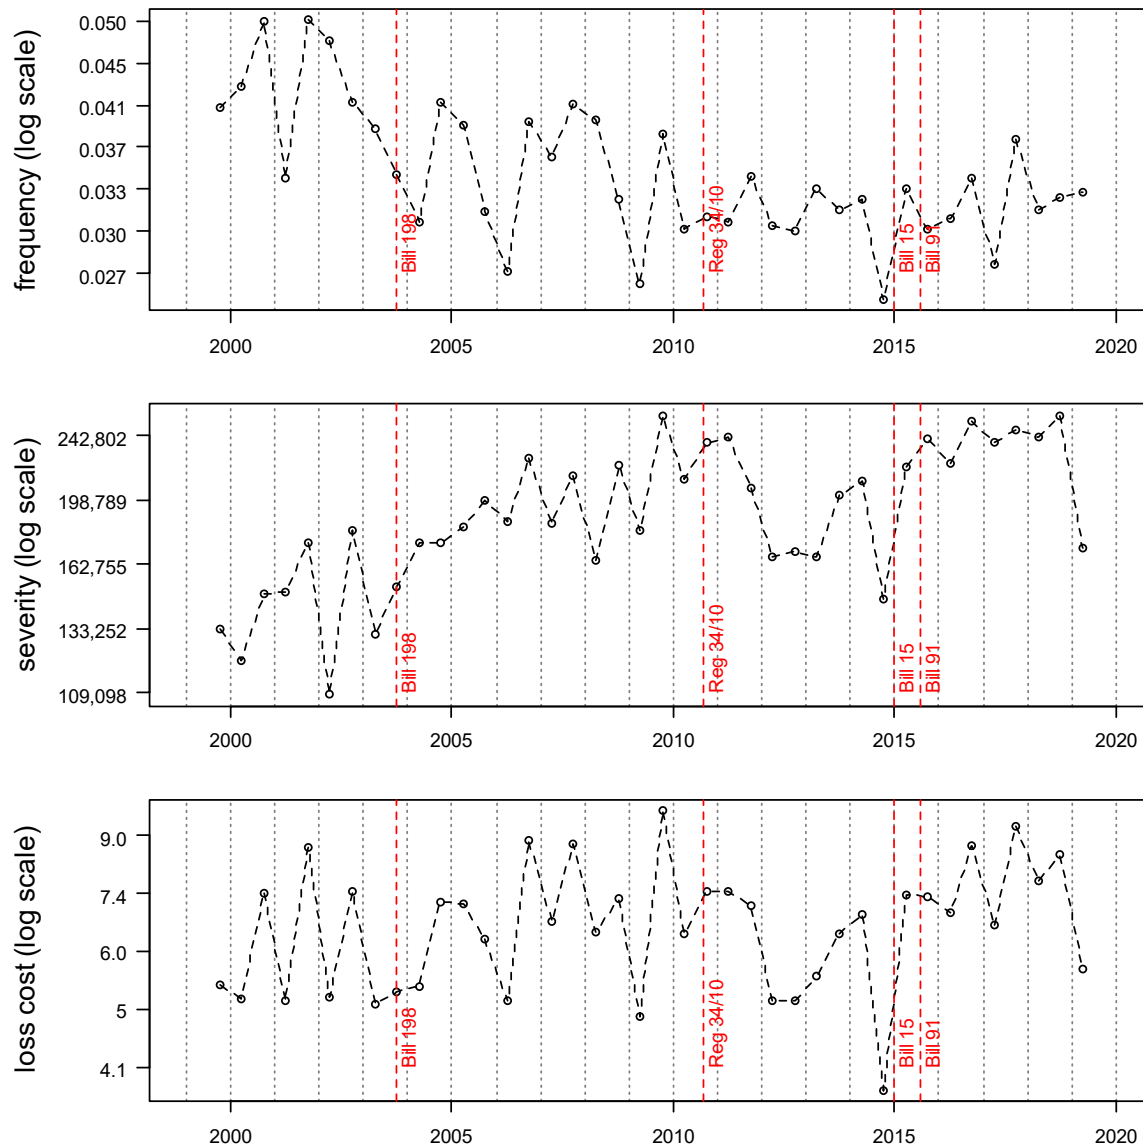 frequency (log scale)
0.050
0.045
0.041
0.037
0.033
0.030
0.027
Bill 198
Reg 34/10
Bill 15
Bill 91
2000
2005
2010
2015
2020
severity (log scale)
242,802
198,789
162,755
133,252
109,098
Bill 198
Reg 34/10
Bill 15
Bill 91
2000
2005
2010
2015
2020
loss cost (log scale)
9.0
7.4
6.0
5
4.1
Bill 198
Reg 34/10
Bill 15
Bill 91
2000
2005
2010
2015
2020